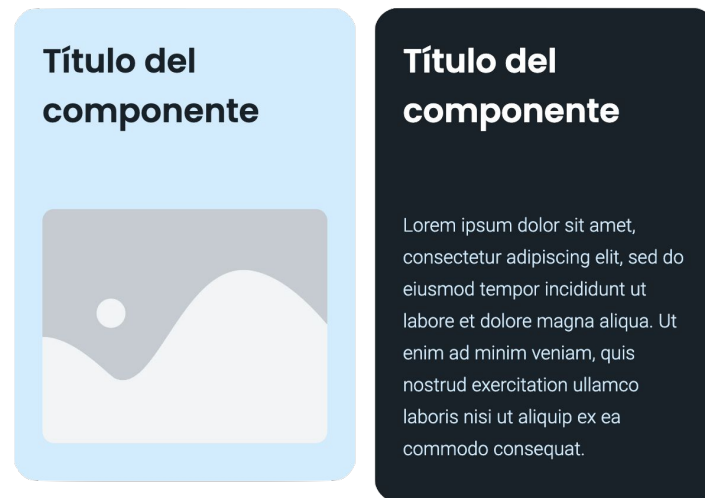 Título del
componente
Título del
componente
Lorem ipsum dolor sit amet,
consectetur adipiscing elit, sed do
eiusmod tempor incididunt ut
labore et dolore magna aliqua. Ut
enim ad minim veniam, quis
nostrud exercitation ullamco
laboris nisi ut aliquip ex ea
commodo consequat.